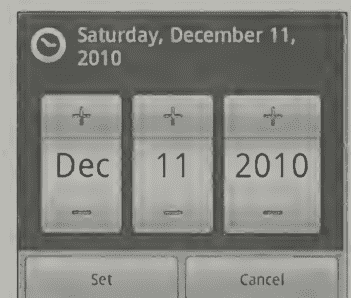 Saturday, December 11,
2010
+ + +
Dec 11 2010
- - -
Set Cancel